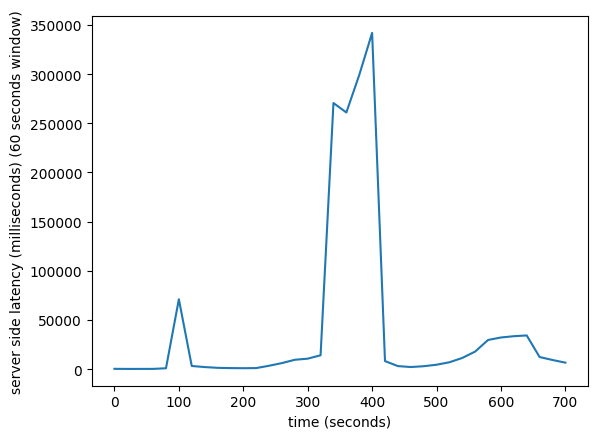 350000
300000
250000
200000
150000
100000
50000
0
server side latency (milliseconds) (60 seconds window)
0 100 200 300 400 500 600 700
time (seconds)